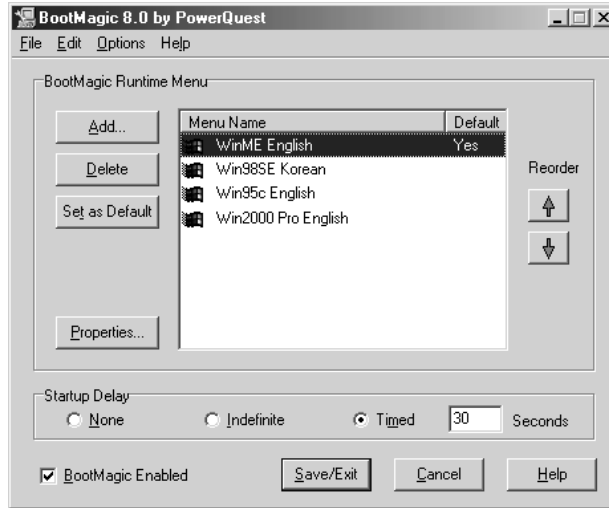 BootMagic 8.0 by PowerQuest
File Edit Options Help
BootMagic Runtime Menu
Add...
Delete
Set as Default
Properties...
Menu Name Default
WinME English Yes
Win98SE Korean
Win95c English
Win2000 Pro English
Reorder
Startup Delay
None Indefinite Timed 30 Seconds
BootMagic Enabled Save/Exit Cancel Help